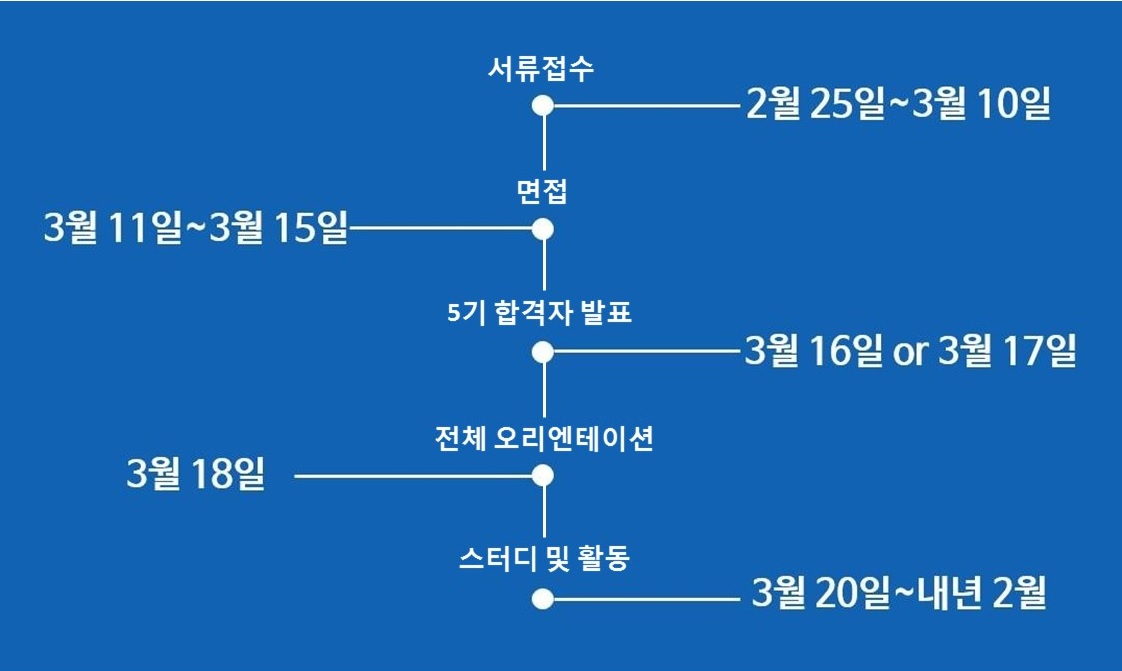 서류접수
2월 25일~3월 10일
면접
3월 11일~3월 15일
5기 합격자 발표
3월 16일 or 3월 17일
전체 오리엔테이션
3월 18일
스터디 및 활동
3월 20일~내년 2월